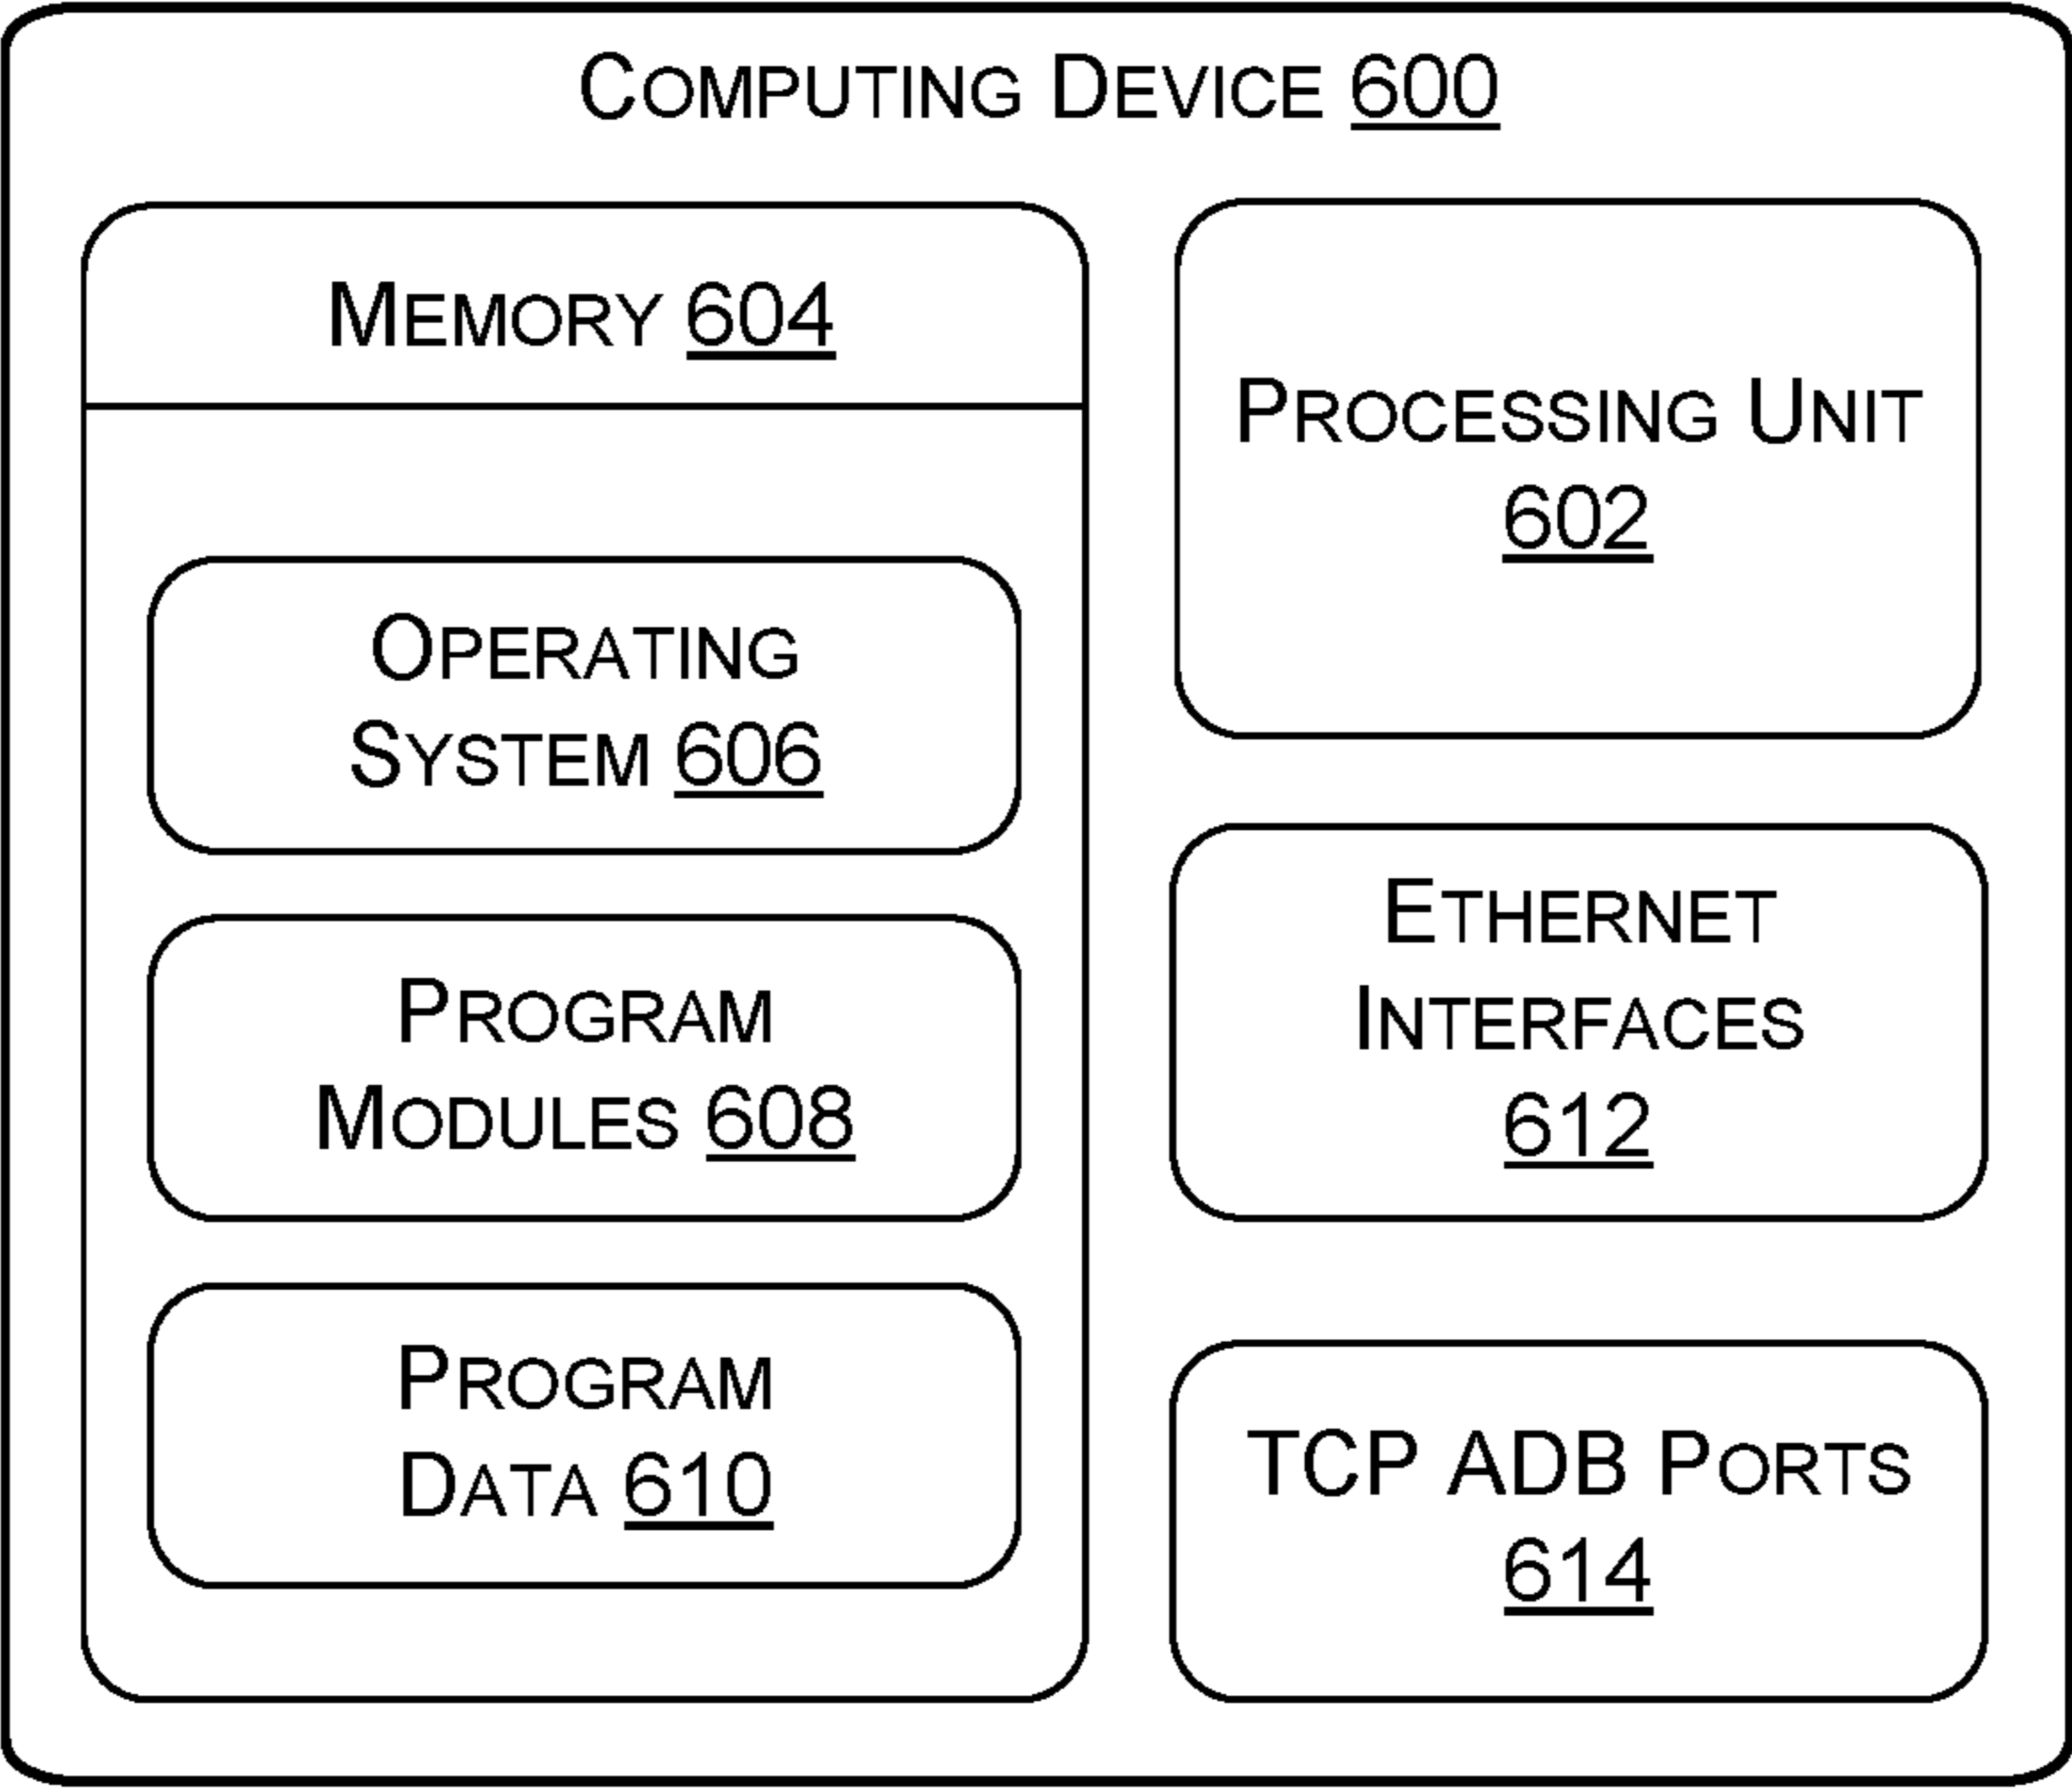 COMPUTING DEVICE 600
MEMORY 604
OPERATING
SYSTEM 606
PROGRAM
MODULES 608
PROGRAM
DATA 610
PROCESSING UNIT
602
ETHERNET
INTERFACES
612
TCP ADB PORTS
614